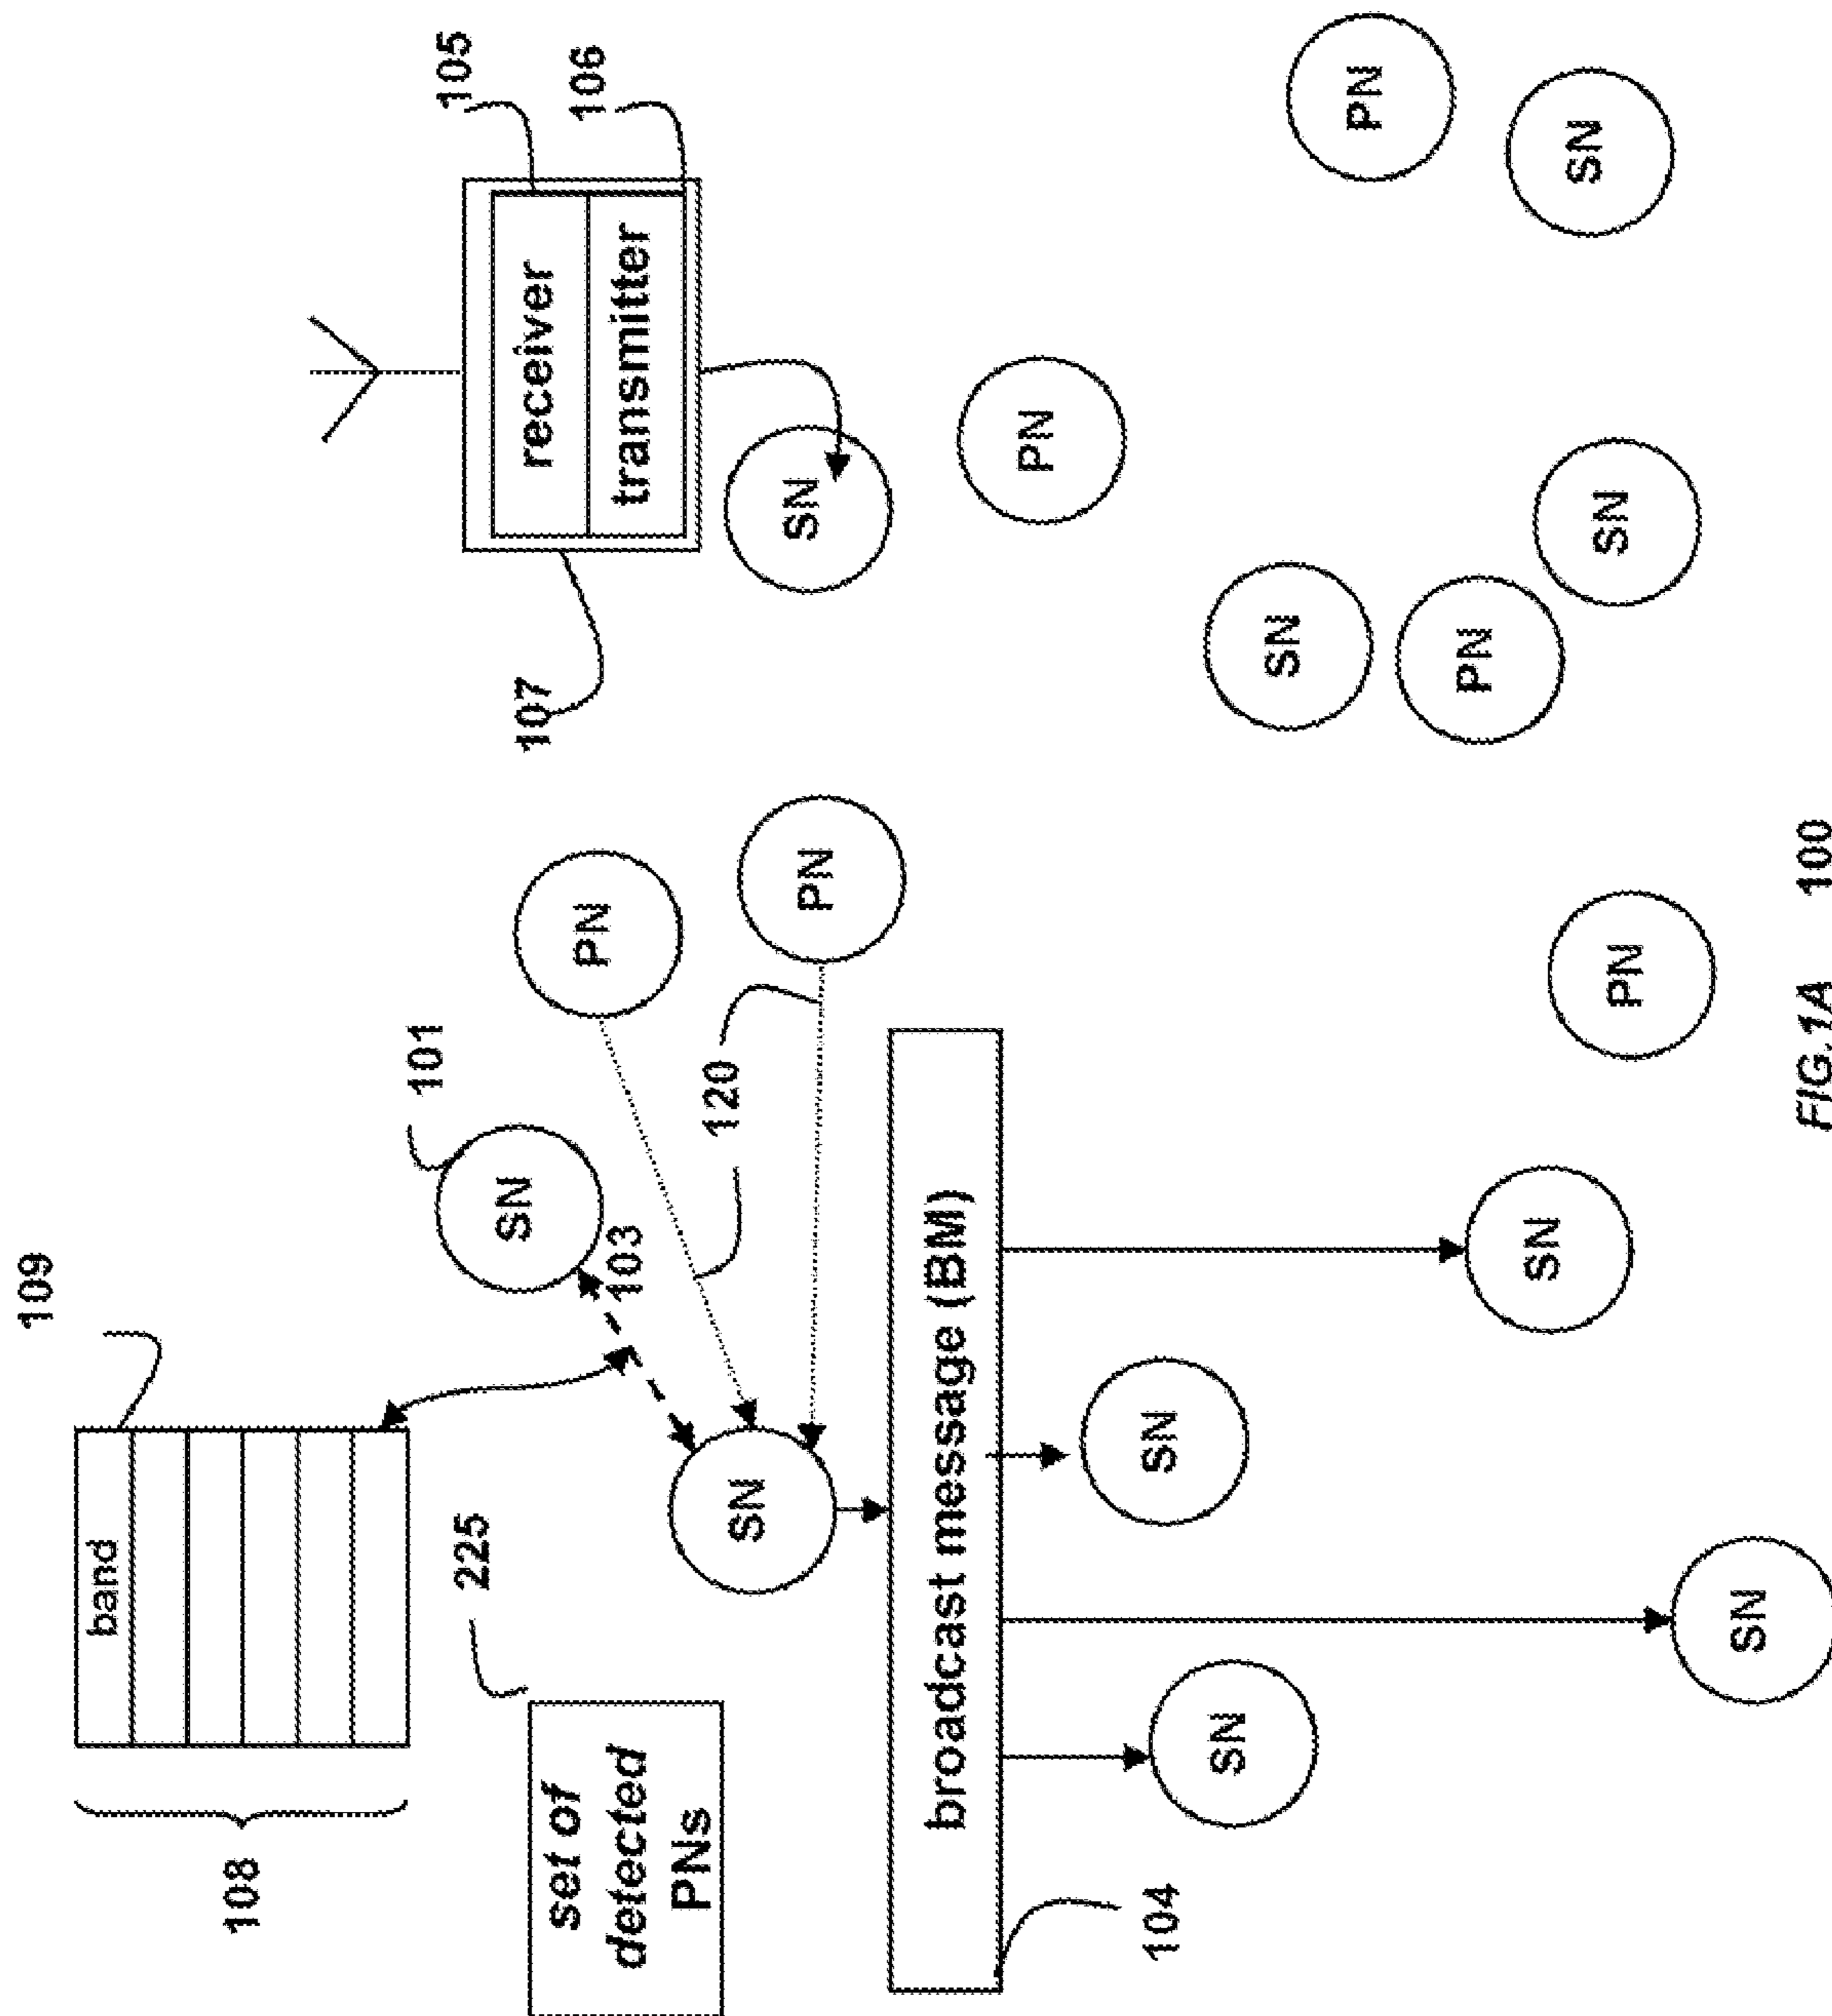 109
band
108
101
105
225
SN
107
receiver
106
PN
set of
detected
PNs
103
transmitter
120
SN
SN
PN
broadcast message (BM)
PN
104
SN
SN
SN
PN
PN
SN
SN
SN
PN
SN
FIG.1A 100